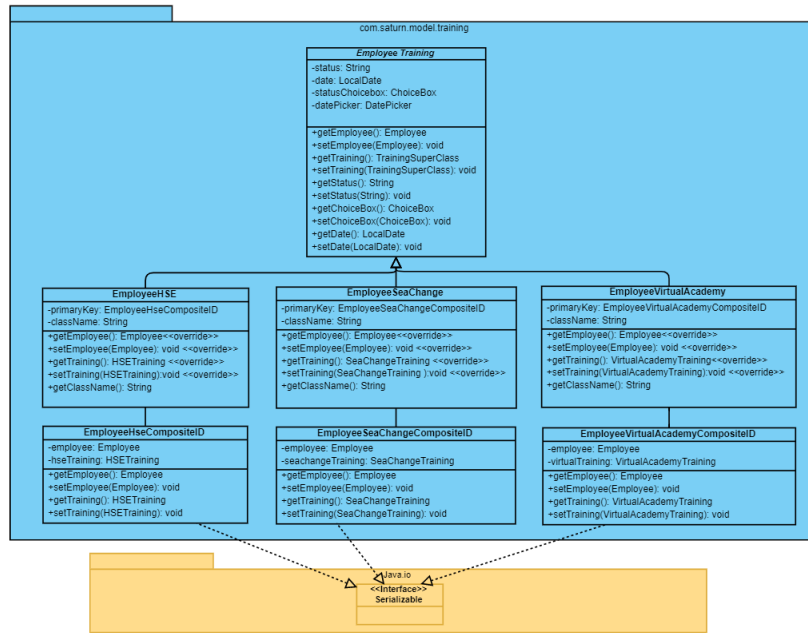 com.saturn.model.training
Employee Training
-status: String
-date: LocalDate
-statusChoicebox: ChoiceBox
-datePicker: DatePicker
+getEmployee(): Employee
+setEmployee(Employee): void
+getTraining(): TrainingSuperClass
+setTraining(TrainingSuperClass): void
+getStatus(): String
+setStatus(String): void
+getChoiceBox(): ChoiceBox
+setChoiceBox(ChoiceBox): void
+getDate(): LocalDate
+setDate(LocalDate): void
EmployeeHSE
-primaryKey: EmployeeHseCompositeID
-className: String
+getEmployee(): Employee<<override>>
+setEmployee(Employee): void <<override>>
+getTraining(): HSETraining <<override>>
+setTraining(HSETraining):void <<override>>
+getClassName(): String
EmployeeSeaChange
-primaryKey: EmployeeSeaChangeCompositeID
-className: String
+getEmployee(): Employee<<override>>
+setEmployee(Employee): void <<override>>
+getTraining(): SeaChangeTraining <<override>>
+setTraining(SeaChangeTraining ):void <<override>>
+getClassName(): String
EmployeeVirtualAcademy
-primaryKey: EmployeeVirtualAcademyCompositeID
-className: String
+getEmployee(): Employee<<override>>
+setEmployee(Employee): void <<override>>
+getTraining(): VirtualAcademyTraining<<override>>
+setTraining(VirtualAcademyTraining):void <<override>>
+getClassName(): String
EmployeeHseCompositeID
-employee: Employee
-hseTraining: HSETraining
+getEmployee(): Employee
+setEmployee(Employee): void
+getTraining(): HSETraining
+setTraining(HSETraining): void
EmployeeSeaChangeCompositeID
-employee: Employee
-seachangeTraining: SeaChangeTraining
+getEmployee(): Employee
+setEmployee(Employee): void
+getTraining(): SeaChangeTraining
+setTraining(SeaChangeTraining): void
EmployeeVirtualAcademyCompositeID
-employee: Employee
-virtualTraining: VirtualAcademyTraining
+getEmployee(): Employee
+setEmployee(Employee): void
+getTraining(): VirtualAcademyTraining
+setTraining(VirtualAcademyTraining): void
Java.io
<<Interface>>
Serializable